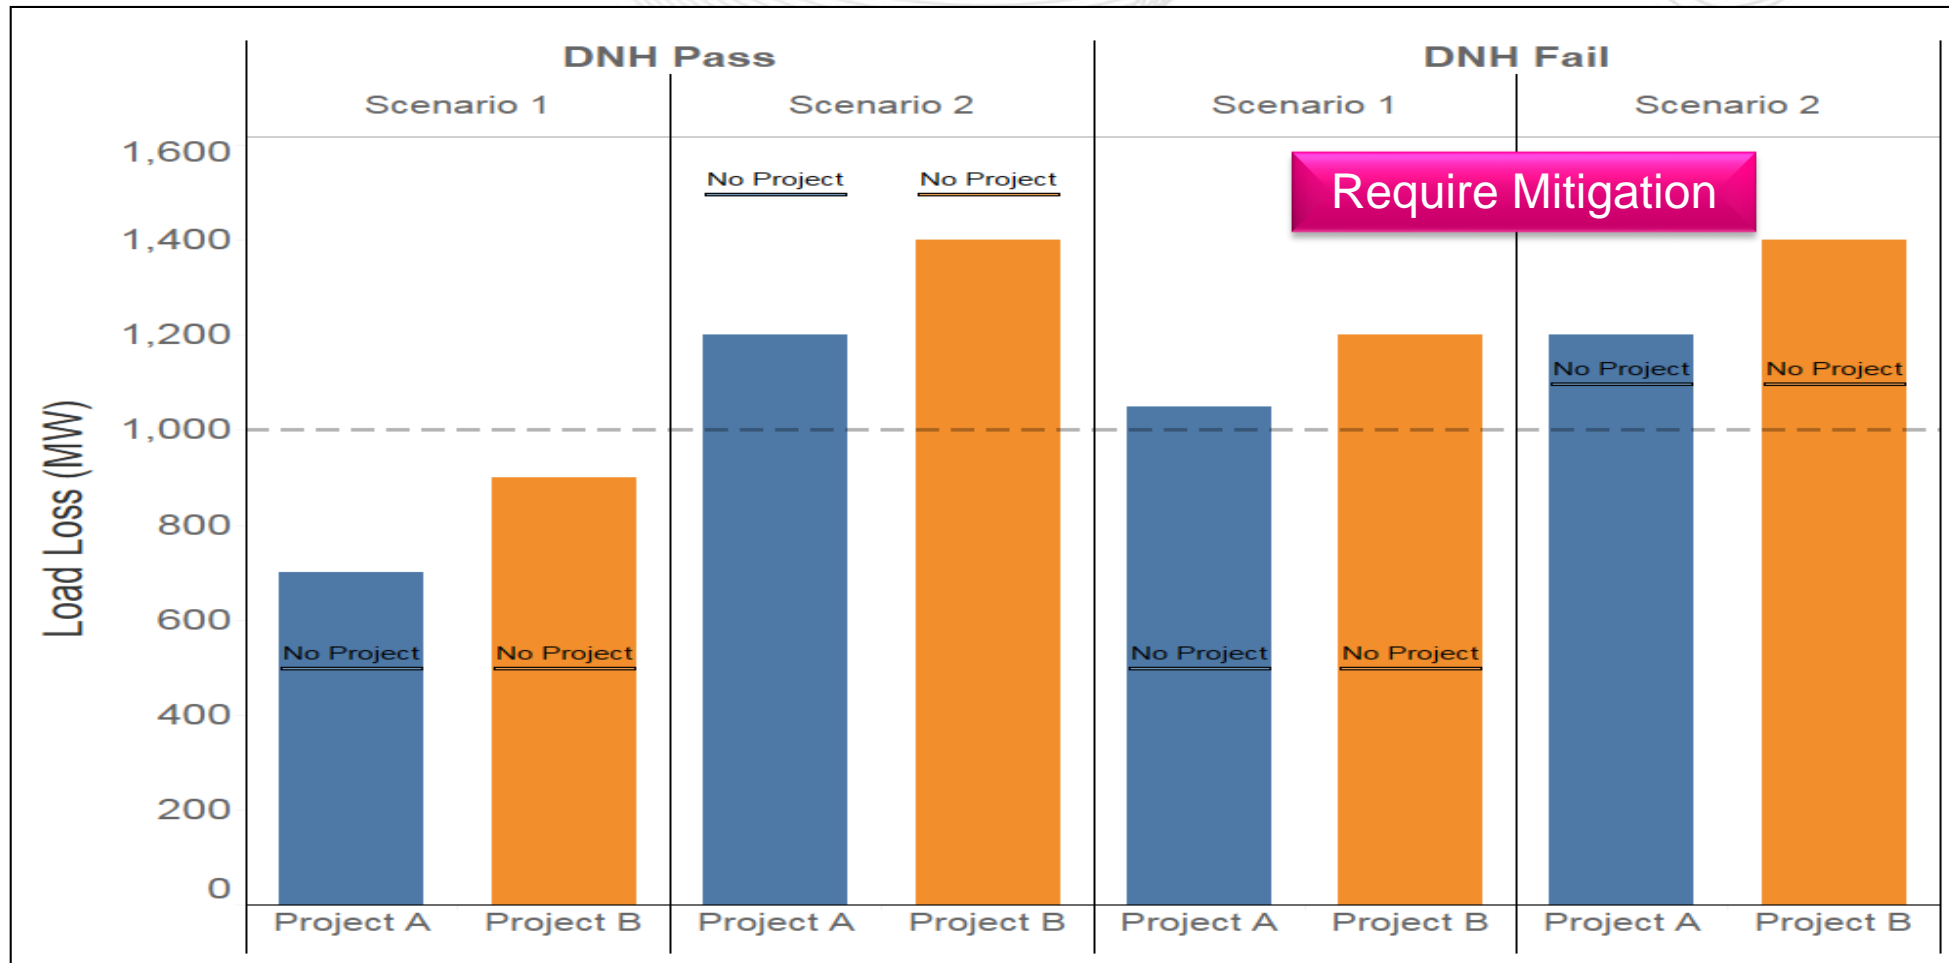 DNH Pass
DNH Fail
Scenario 1
Scenario 2
Scenario 1
Scenario 2
Require Mitigation
Load Loss (MW)
1,600
1,400
1,200
1,000
800
600
400
200
0
No Project
No Project
No Project
No Project
No Project
No Project
No Project
No Project
Project A
Project B
Project A
Project B
Project A
Project B
Project A
Project B